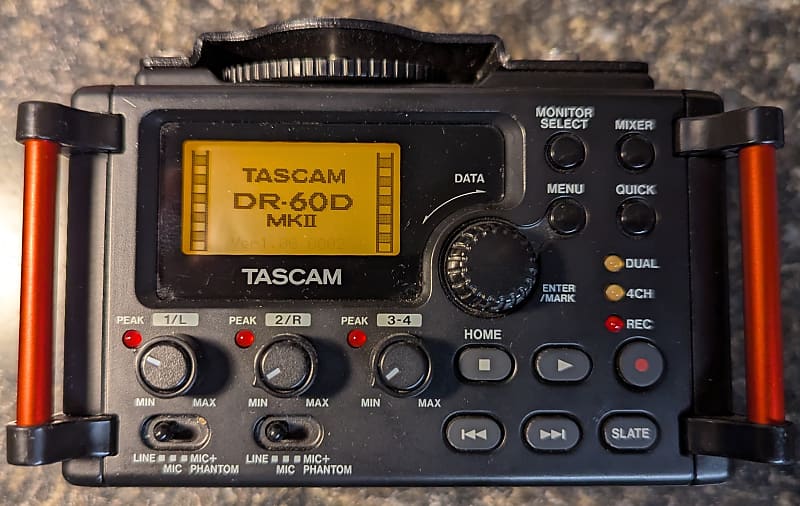 MONITOR
SELECT
MIXER
TASCAM
DR-60D
MKII
DATA
MENU
QUICK
TASCAM
DUAL
ENTER
/MARK
4CH
PEAK 1/L
PEAK 2/R
PEAK 3-4
HOME
REC
MIN MAX
MIN MAX
MIN MAX
SLATE
LINE MIC+
MIC PHANTOM
LINE MIC+
MIC PHANTOM